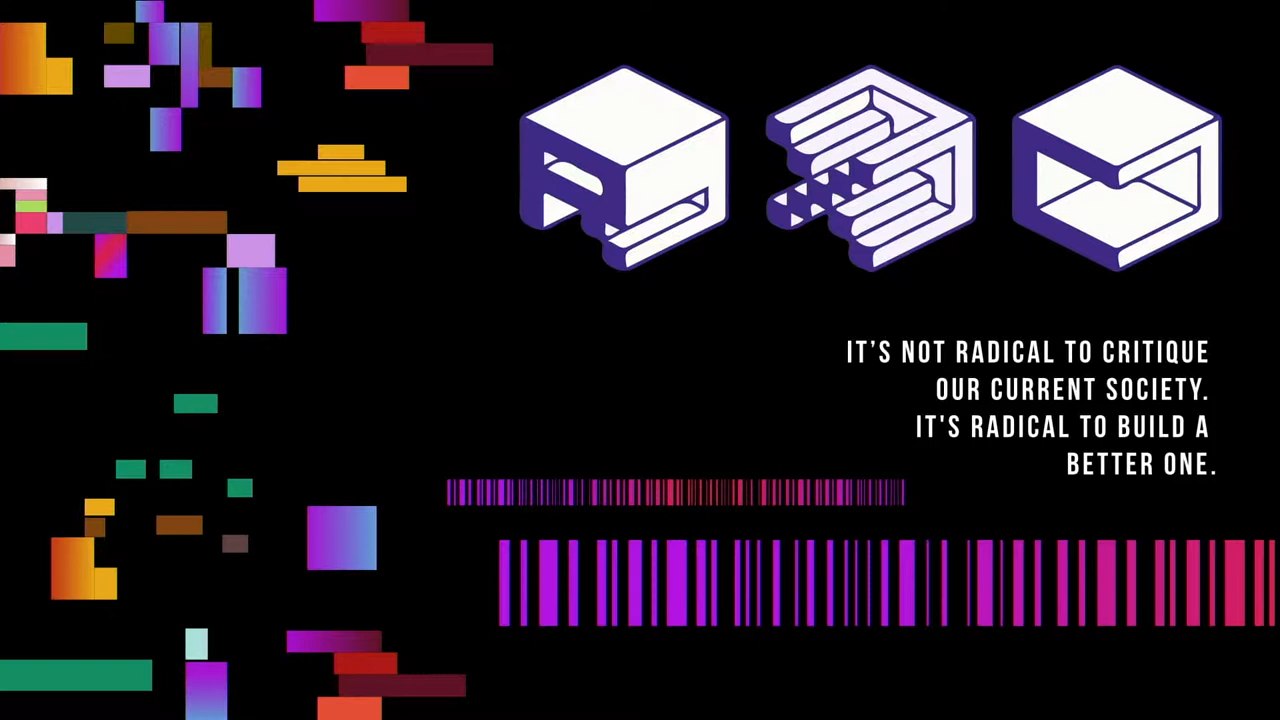 IT’S NOT RADICAL TO CRITIQUE
OUR CURRENT SOCIETY.
IT'S RADICAL TO BUILD A
BETTER ONE.